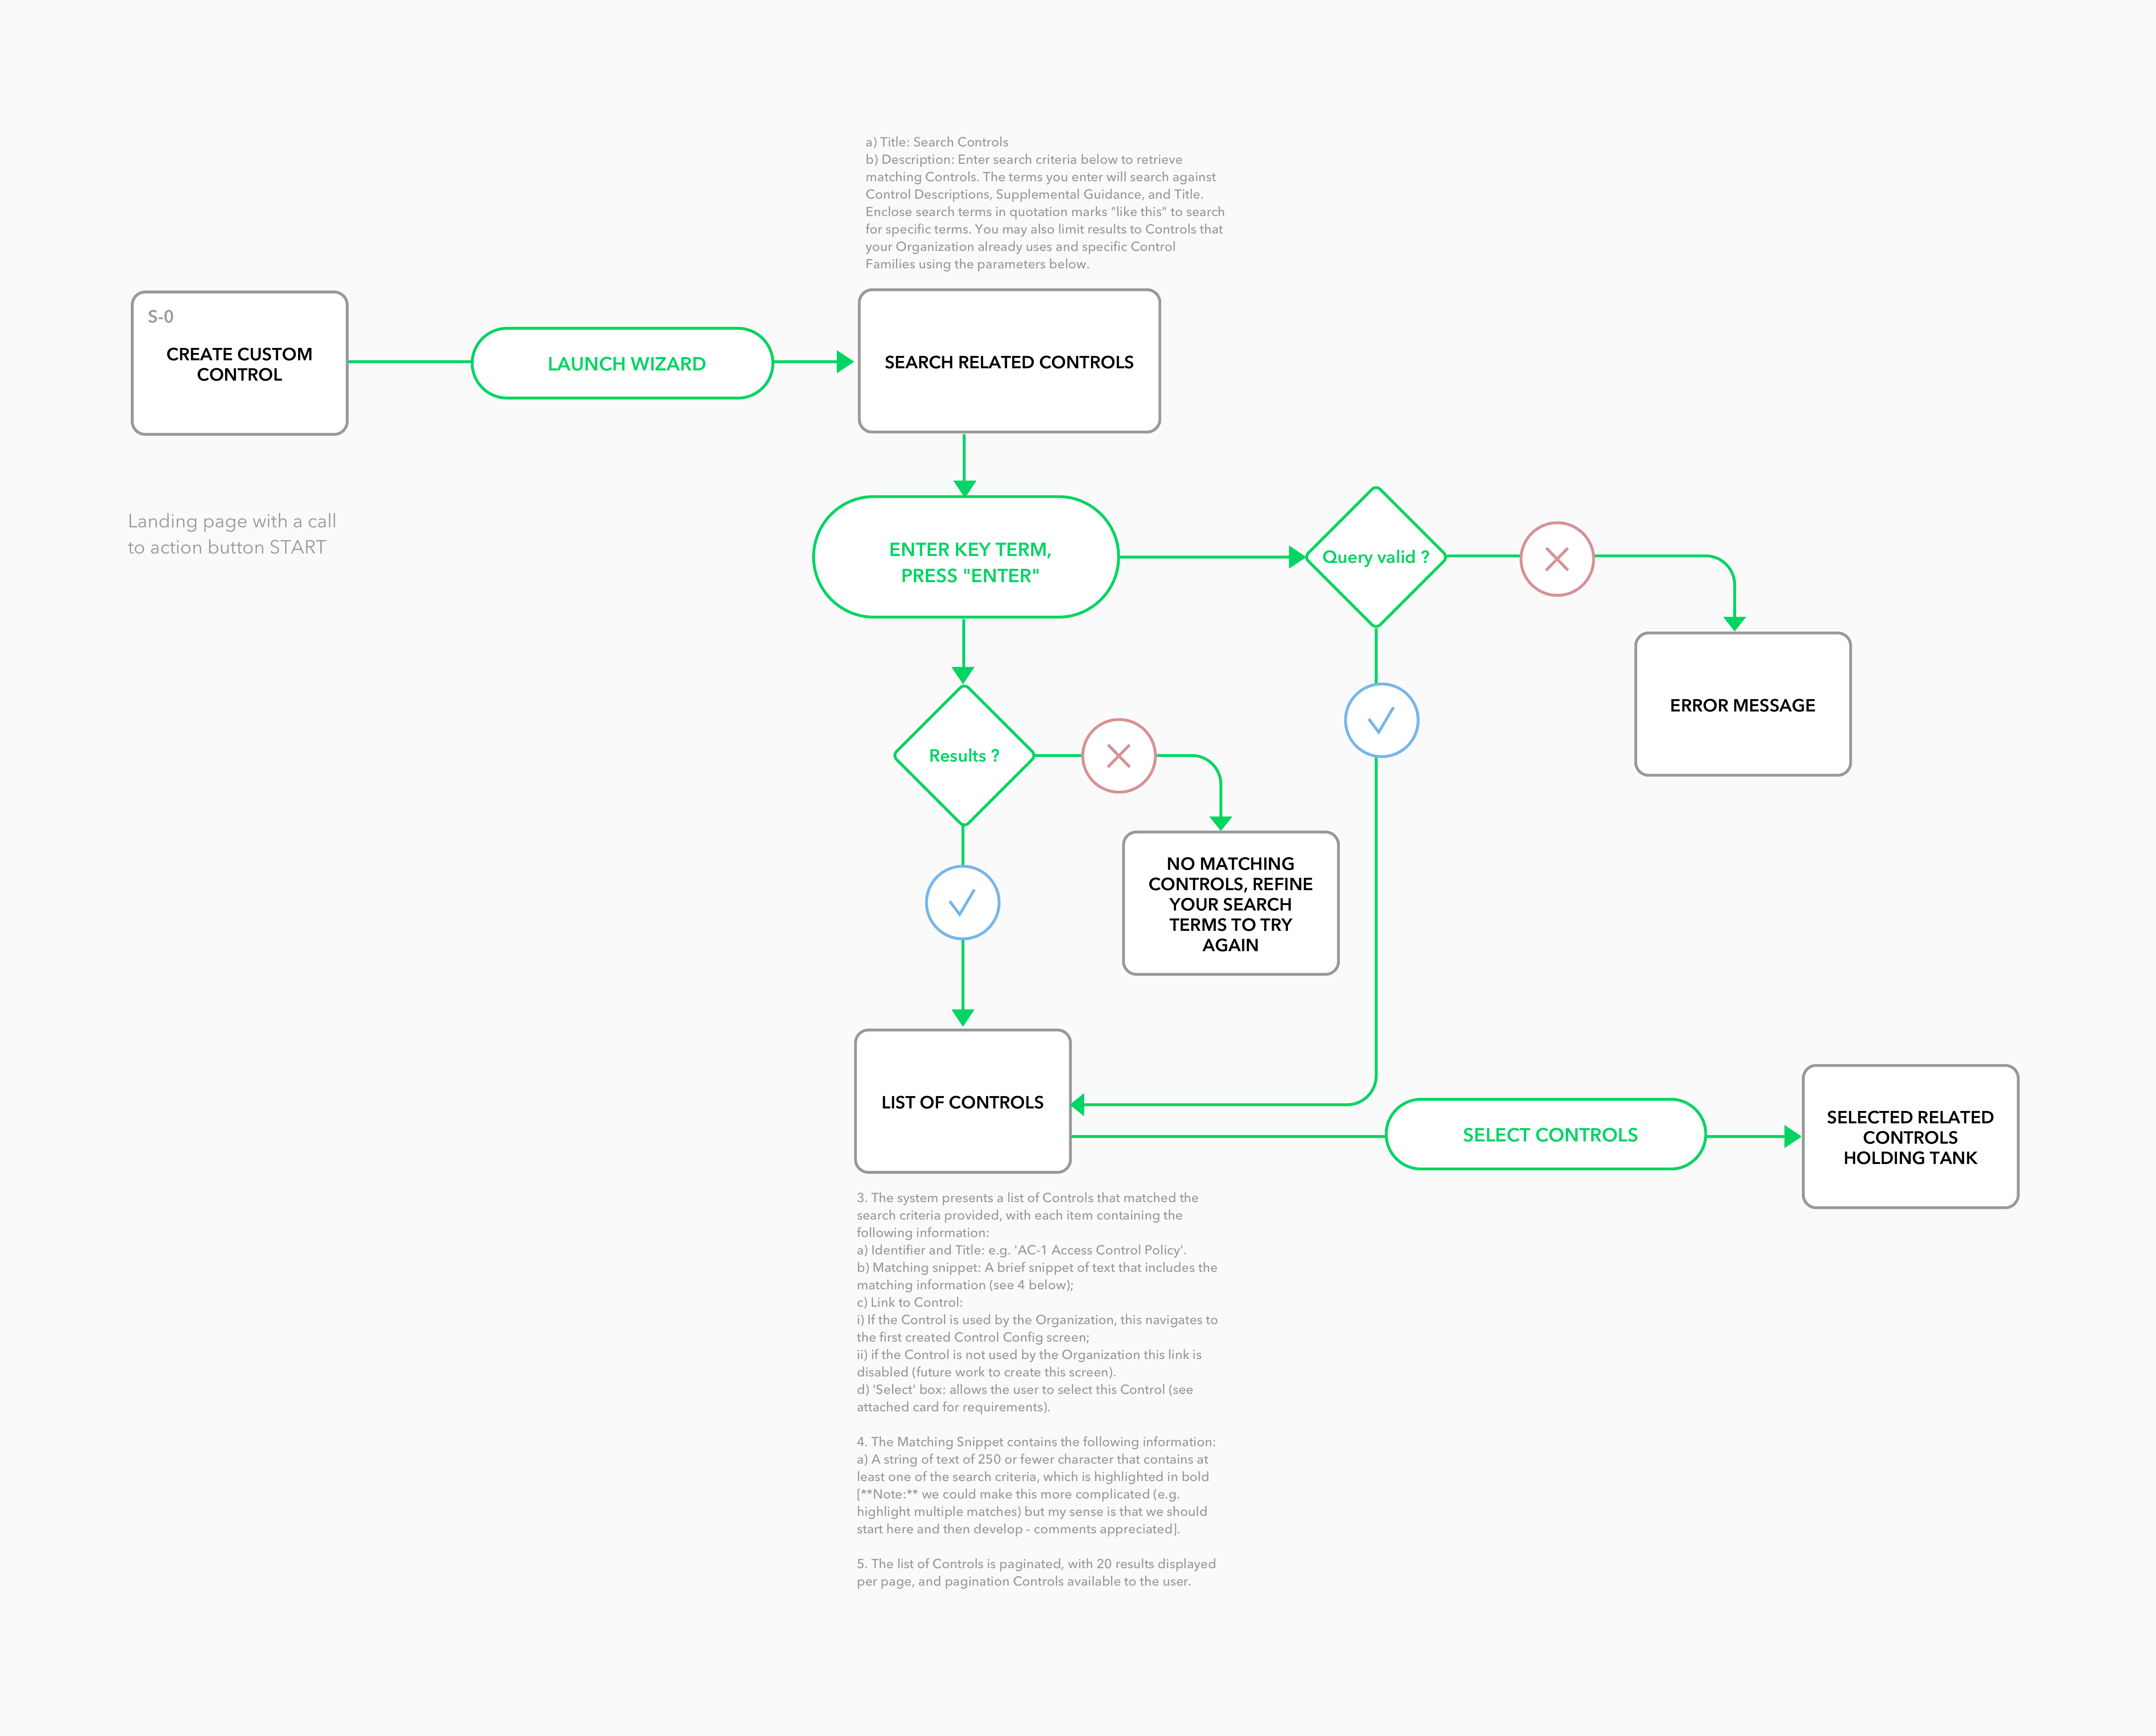 a) Title: Search Controls
b) Description: Enter search criteria below to retrieve
matching Controls. The terms you enter will search against
Control Descriptions, Supplemental Guidance, and Title.
Enclose search terms in quotation marks "like this" to search
for specific terms. You may also limit results to Controls that
your Organization already uses and specific Control
Families using the parameters below.
S-0
CREATE CUSTOM
CONTROL
LAUNCH WIZARD
SEARCH RELATED CONTROLS
Landing page with a call
to action button START
ENTER KEY TERM,
PRESS "ENTER"
Query valid ?
ERROR MESSAGE
Results ?
NO MATCHING
CONTROLS, REFINE
YOUR SEARCH
TERMS TO TRY
AGAIN
LIST OF CONTROLS
SELECT CONTROLS
SELECTED RELATED
CONTROLS
HOLDING TANK
3. The system presents a list of Controls that matched the
search criteria provided, with each item containing the
following information:
a) Identifier and Title: e.g. 'AC-1 Access Control Policy'.
b) Matching snippet: A brief snippet of text that includes the
matching information (see 4 below);
c) Link to Control:
i) If the Control is used by the Organization, this navigates to
the first created Control Config screen;
ii) if the Control is not used by the Organization this link is
disabled (future work to create this screen).
d) 'Select' box: allows the user to select this Control (see
attached card for requirements).
4. The Matching Snippet contains the following information:
a) A string of text of 250 or fewer character that contains at
least one of the search criteria, which is highlighted in bold
[**Note:** we could make this more complicated (e.g.
highlight multiple matches) but my sense is that we should
start here and then develop - comments appreciated].
5. The list of Controls is paginated, with 20 results displayed
per page, and pagination Controls available to the user.